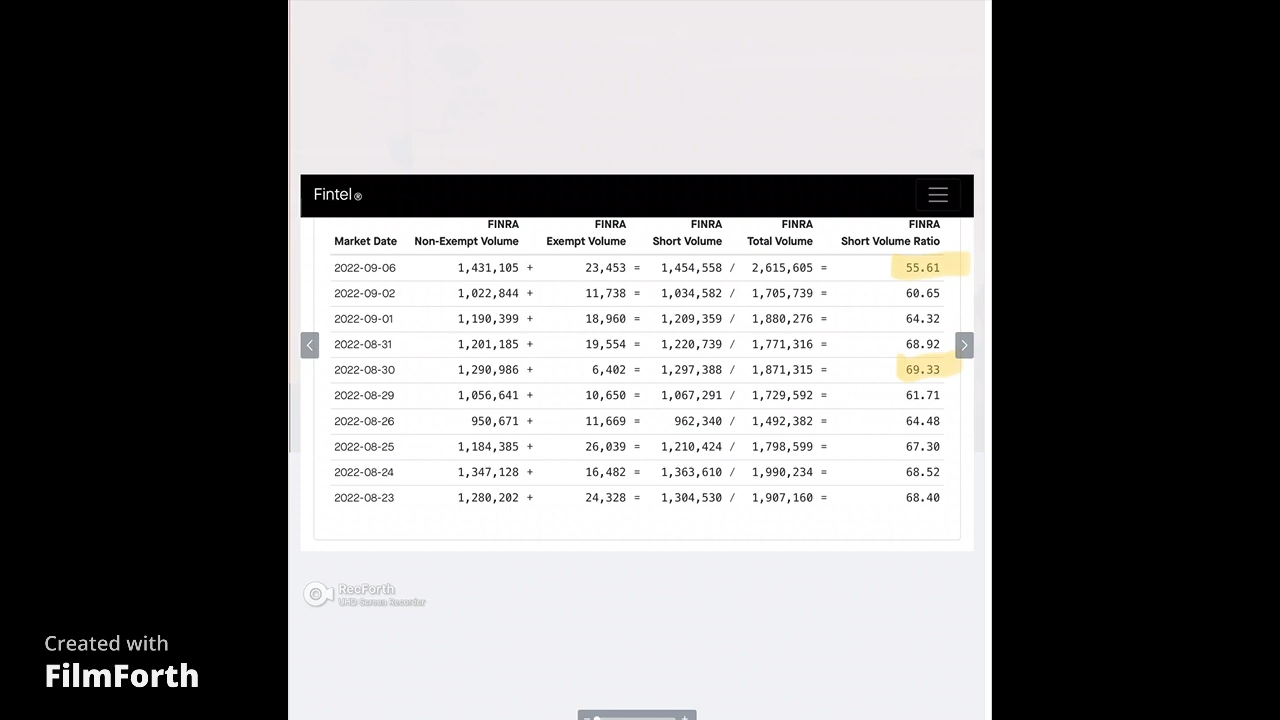 Fintel®
FINRA FINRA FINRA FINRA FINRA
Market Date Non-Exempt Volume Exempt Volume Short Volume Total Volume Short Volume Ratio
2022-09-06 1,431,105 + 23,453 = 1,454,558 / 2,615,605 = 55.61
2022-09-02 1,022,844 + 11,738 = 1,034,582 / 1,705,739 = 60.65
2022-09-01 1,190,399 + 18,960 = 1,209,359 / 1,880,276 = 64.32
2022-08-31 1,201,185 + 19,554 = 1,220,739 / 1,771,316 = 68.92
2022-08-30 1,290,986 + 6,402 = 1,297,388 / 1,871,315 = 69.33
2022-08-29 1,056,641 + 10,650 = 1,067,291 / 1,729,592 = 61.71
2022-08-26 950,671 + 11,669 = 962,340 / 1,492,382 = 64.48
2022-08-25 1,184,385 + 26,039 = 1,210,424 / 1,798,599 = 67.30
2022-08-24 1,347,128 + 16,482 = 1,363,610 / 1,990,234 = 68.52
2022-08-23 1,280,202 + 24,328 = 1,304,530 / 1,907,160 = 68.40
RecForth
UHD Screen Recorder
Created with
FilmForth